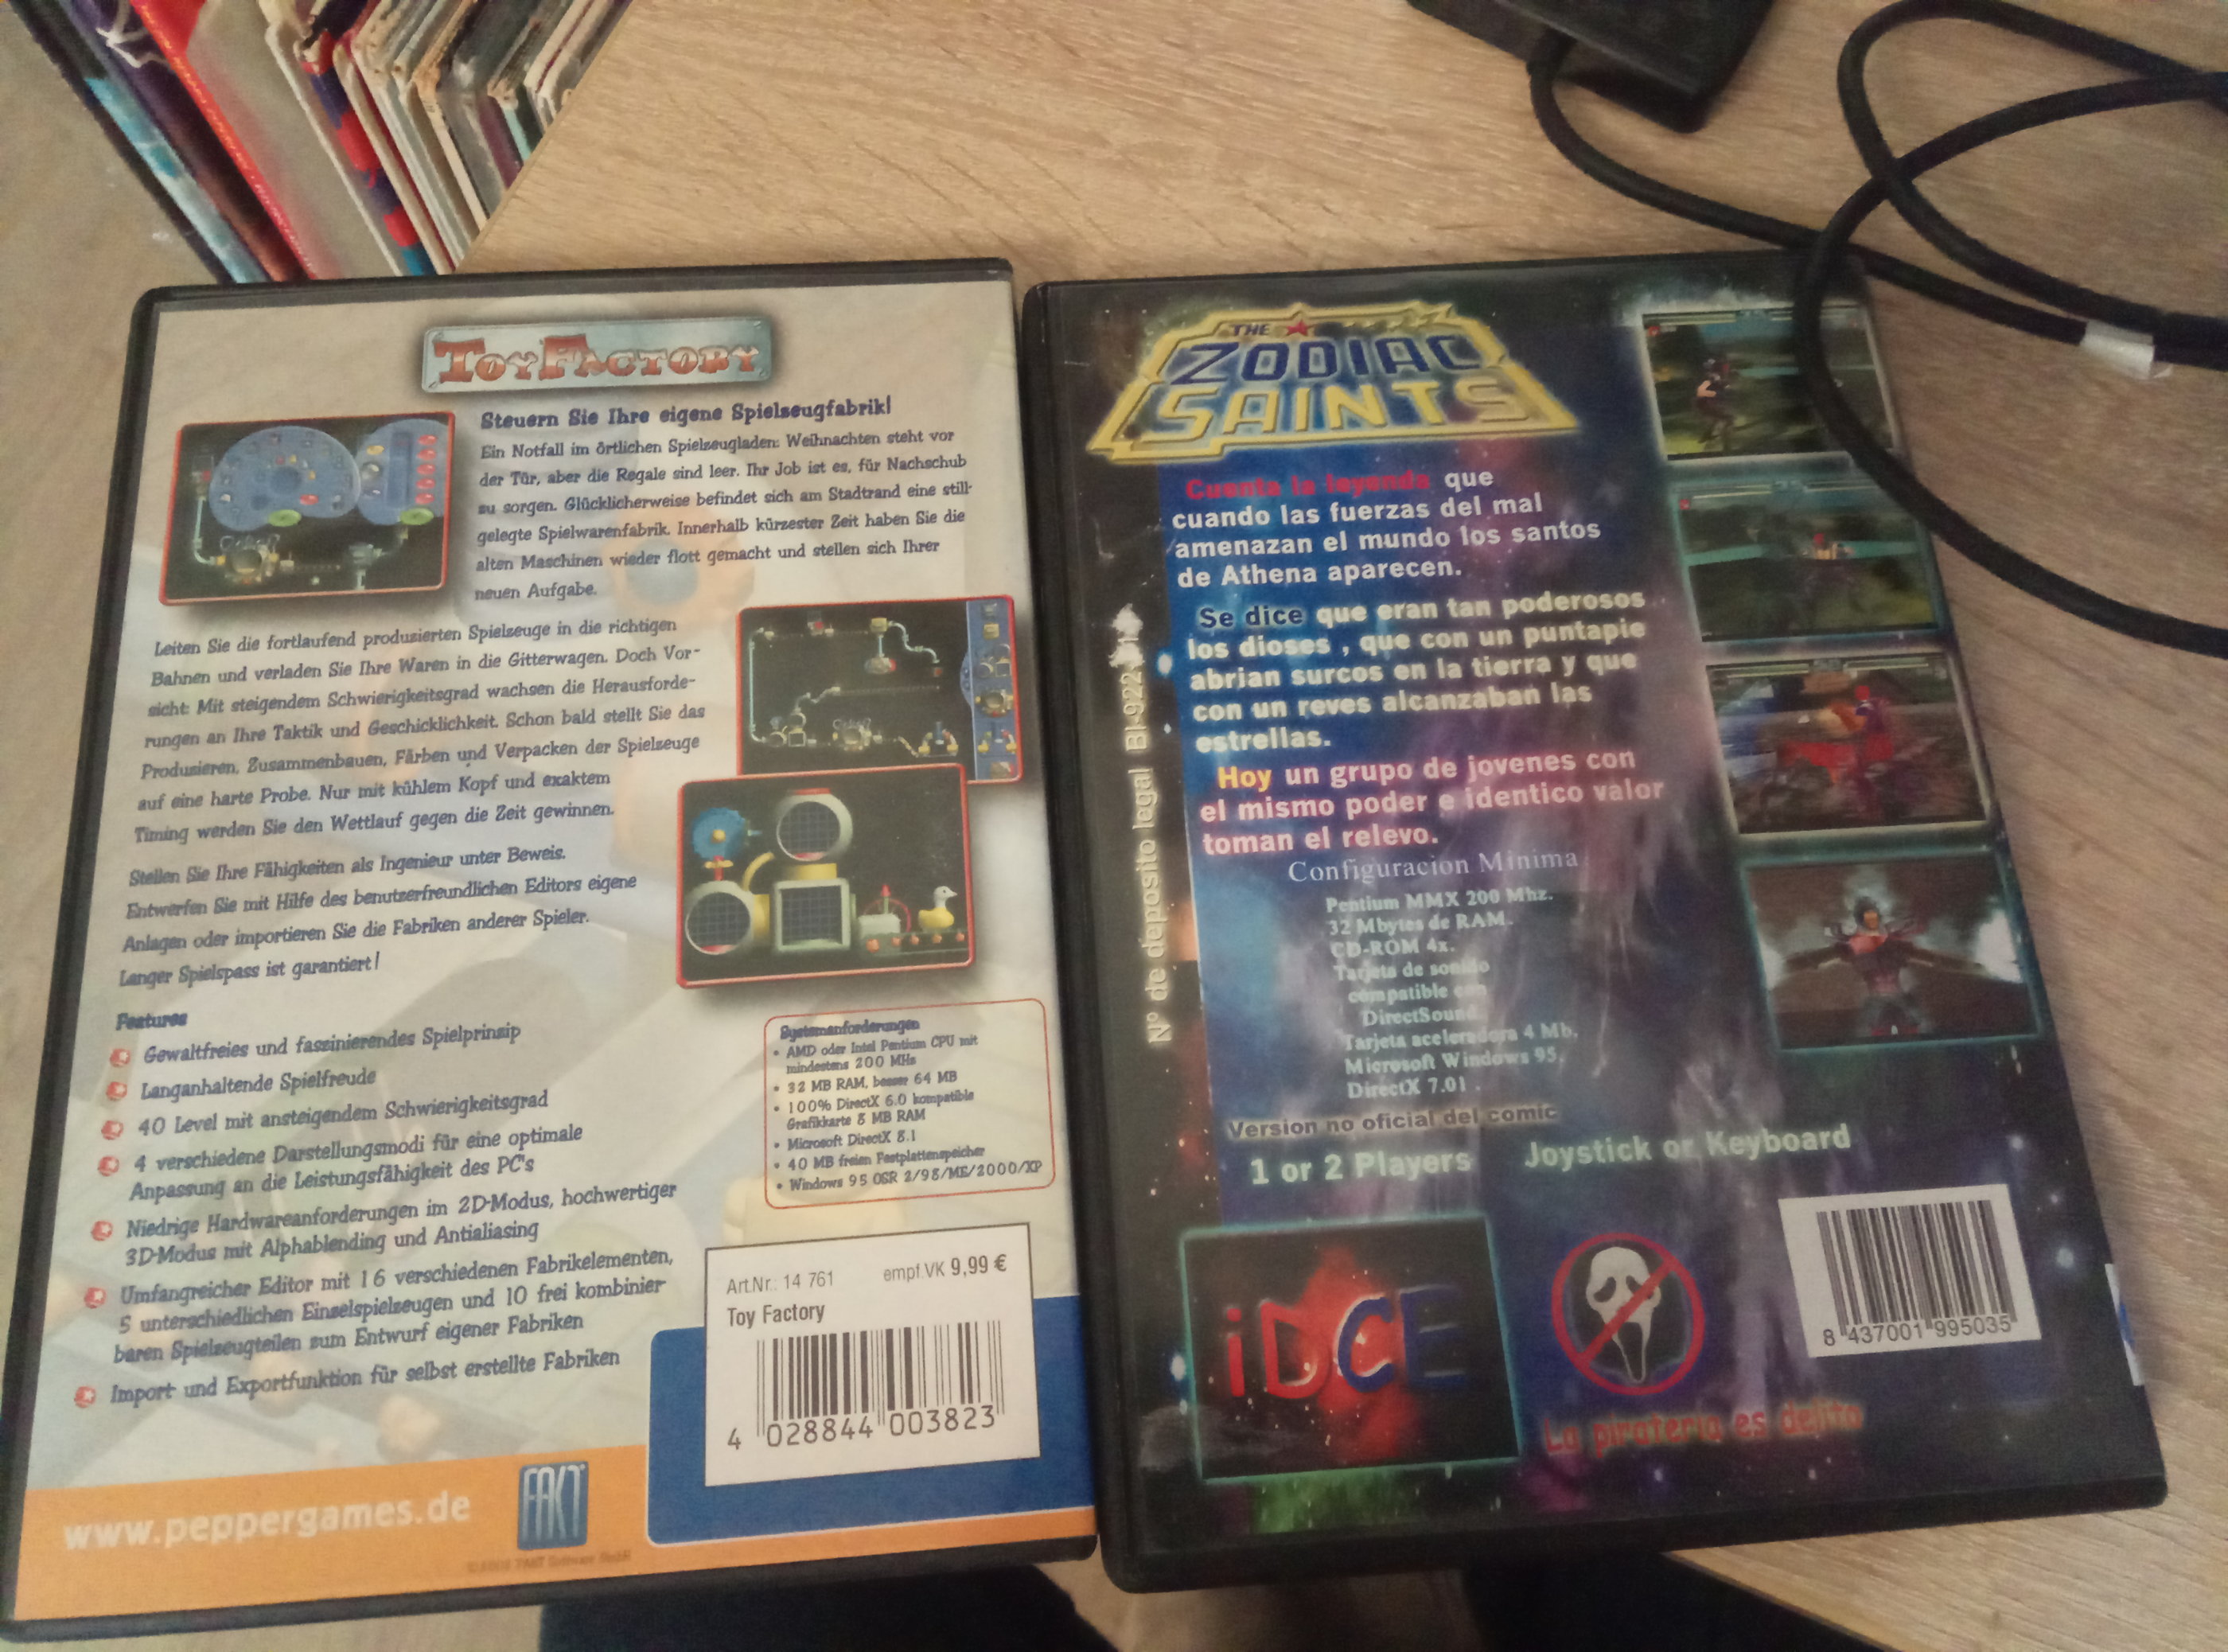 TOY FACTORY
Steuern Sie Ihre eigene Spielzeugfabrik!
Ein Notfall im örtlichen Spielzeugladen: Weihnachten steht vor
der Tür, aber die Regale sind leer. Ihr Job ist es, für Nachschub
zu sorgen. Glücklicherweise befindet sich am Stadtrand eine still-
gelegte Spielwarenfabrik. Innerhalb kürzester Zeit haben Sie die
alten Maschinen wieder flott gemacht und stellen sich Ihrer
neuen Aufgabe.
Leiten Sie die fortlaufend produzierten Spielzeuge in die richtigen
Bahnen und verladen Sie Ihre Waren in die Gitterwagen. Doch Vor-
sicht: Mit steigendem Schwierigkeitsgrad wachsen die Herausforde-
rungen an Ihre Taktik und Geschicklichkeit. Schon bald stellt Sie das
Produzieren, Zusammenbauen, Färben und Verpacken der Spielzeuge
auf eine harte Probe. Nur mit kühlem Kopf und exaktem
Timing werden Sie den Wettlauf gegen die Zeit gewinnen.
Stellen Sie Ihre Fähigkeiten als Ingenieur unter Beweis.
Entwerfen Sie mit Hilfe des benutzerfreundlichen Editors eigene
Anlagen oder importieren Sie die Fabriken anderer Spieler.
Langer Spielspass ist garantiert!
Features
Gewaltfreies und faszinierendes Spielprinzip
Langanhaltende Spielfreude
40 Level mit ansteigendem Schwierigkeitsgrad
4 verschiedene Darstellungsmodi für eine optimale
Anpassung an die Leistungsfähigkeit des PC's
Niedrige Hardwareanforderungen im 2D-Modus, hochwertiger
3D-Modus mit Alphablending und Antialiasing
Umfangreicher Editor mit 16 verschiedenen Fabrikelementen,
5 unterschiedlichen Einzelspielzeugen und 10 frei kombinier-
baren Spielzeugteilen zum Entwurf eigener Fabriken
Import- und Exportfunktion für selbst erstellte Fabriken
Systemanforderungen
• AMD oder Intel Pentium CPU mit
mindestens 200 MHz
• 32 MB RAM, besser 64 MB
• 100% DirectX 6.0 kompatible
Grafikkarte 8 MB RAM
• Microsoft DirectX 8.1
• 40 MB freien Festplattenspeicher
• Windows 95 OSR 2/98/ME/2000/XP
Art.Nr.: 14 761 empf.VK 9,99 €
Toy Factory
4 028844 003823
www.peppergames.de
FAKT
THE
ZODIAC
SAINTS
Cuenta la leyenda que
cuando las fuerzas del mal
amenazan el mundo los santos
de Athena aparecen.
Se dice que eran tan poderosos
los dioses , que con un puntapie
abrian surcos en la tierra y que
con un reves alcanzaban las
estrellas.
Hoy un grupo de jovenes con
el mismo poder e identico valor
toman el relevo.
Configuracion Minima
Pentium MMX 200 Mhz.
32 Mbytes de RAM.
CD-ROM 4x.
Tarjeta de sonido
compatible con
DirectSound.
Tarjeta aceleradora 4 Mb.
Microsoft Windows 95.
DirectX 7.01 .
Version no oficial del comic
1 or 2 Players Joystick or Keyboard
iDCE
8 437001 995035
La pirateria es delito
Nº de deposito legal BI-922